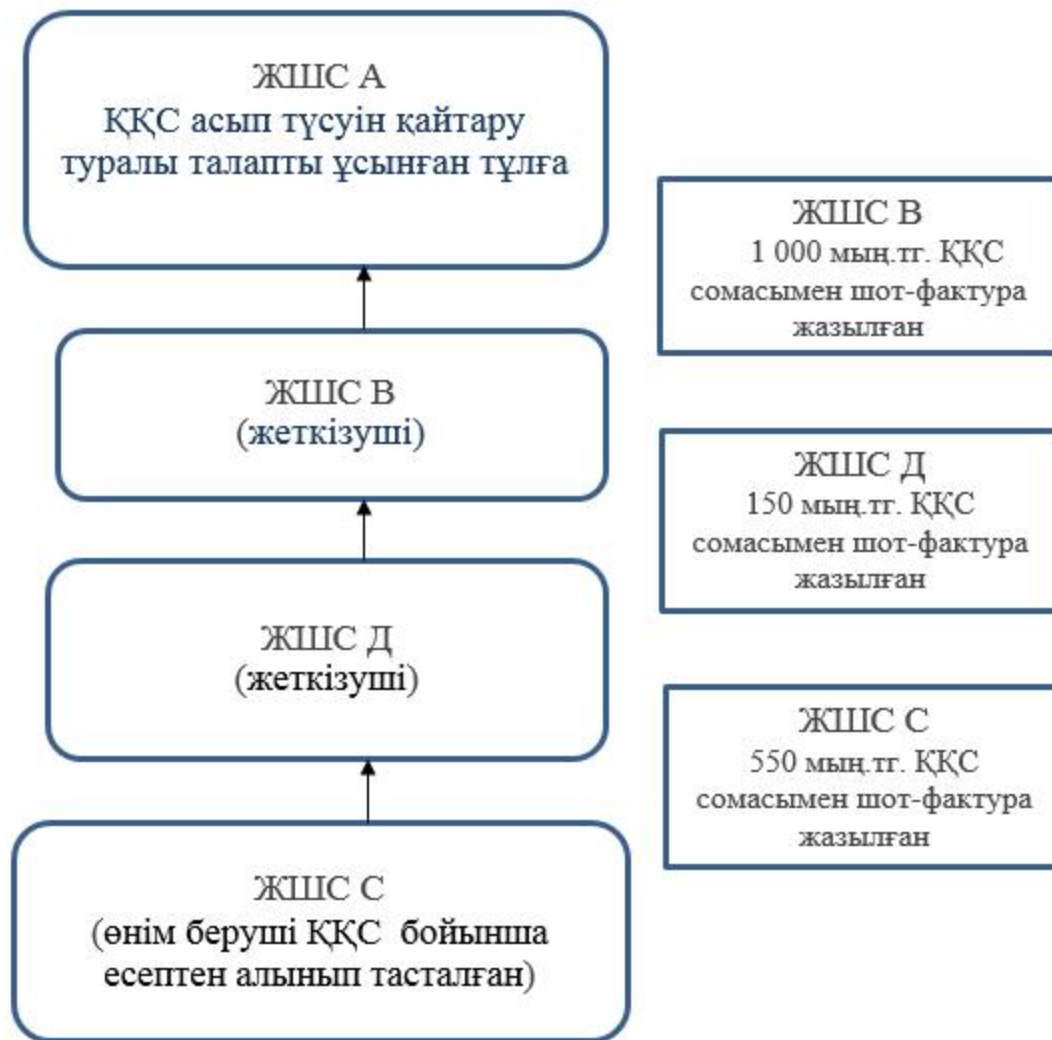 ЖШС А
ҚҚС асып түсуін қайтару
туралы талапты ұсынған тұлға
ЖШС В
1 000 мың.тг. ҚҚС
сомасымен шот-фактура
жазылған
ЖШС В
(жеткізуші)
ЖШС Д
150 мың.тг. ҚҚС
сомасымен шот-фактура
жазылған
ЖШС Д
(жеткізуші)
ЖШС С
550 мың.тг. ҚҚС
сомасымен шот-фактура
жазылған
ЖШС С
(өнім беруші ҚҚС бойынша
есептен алынып тасталған)